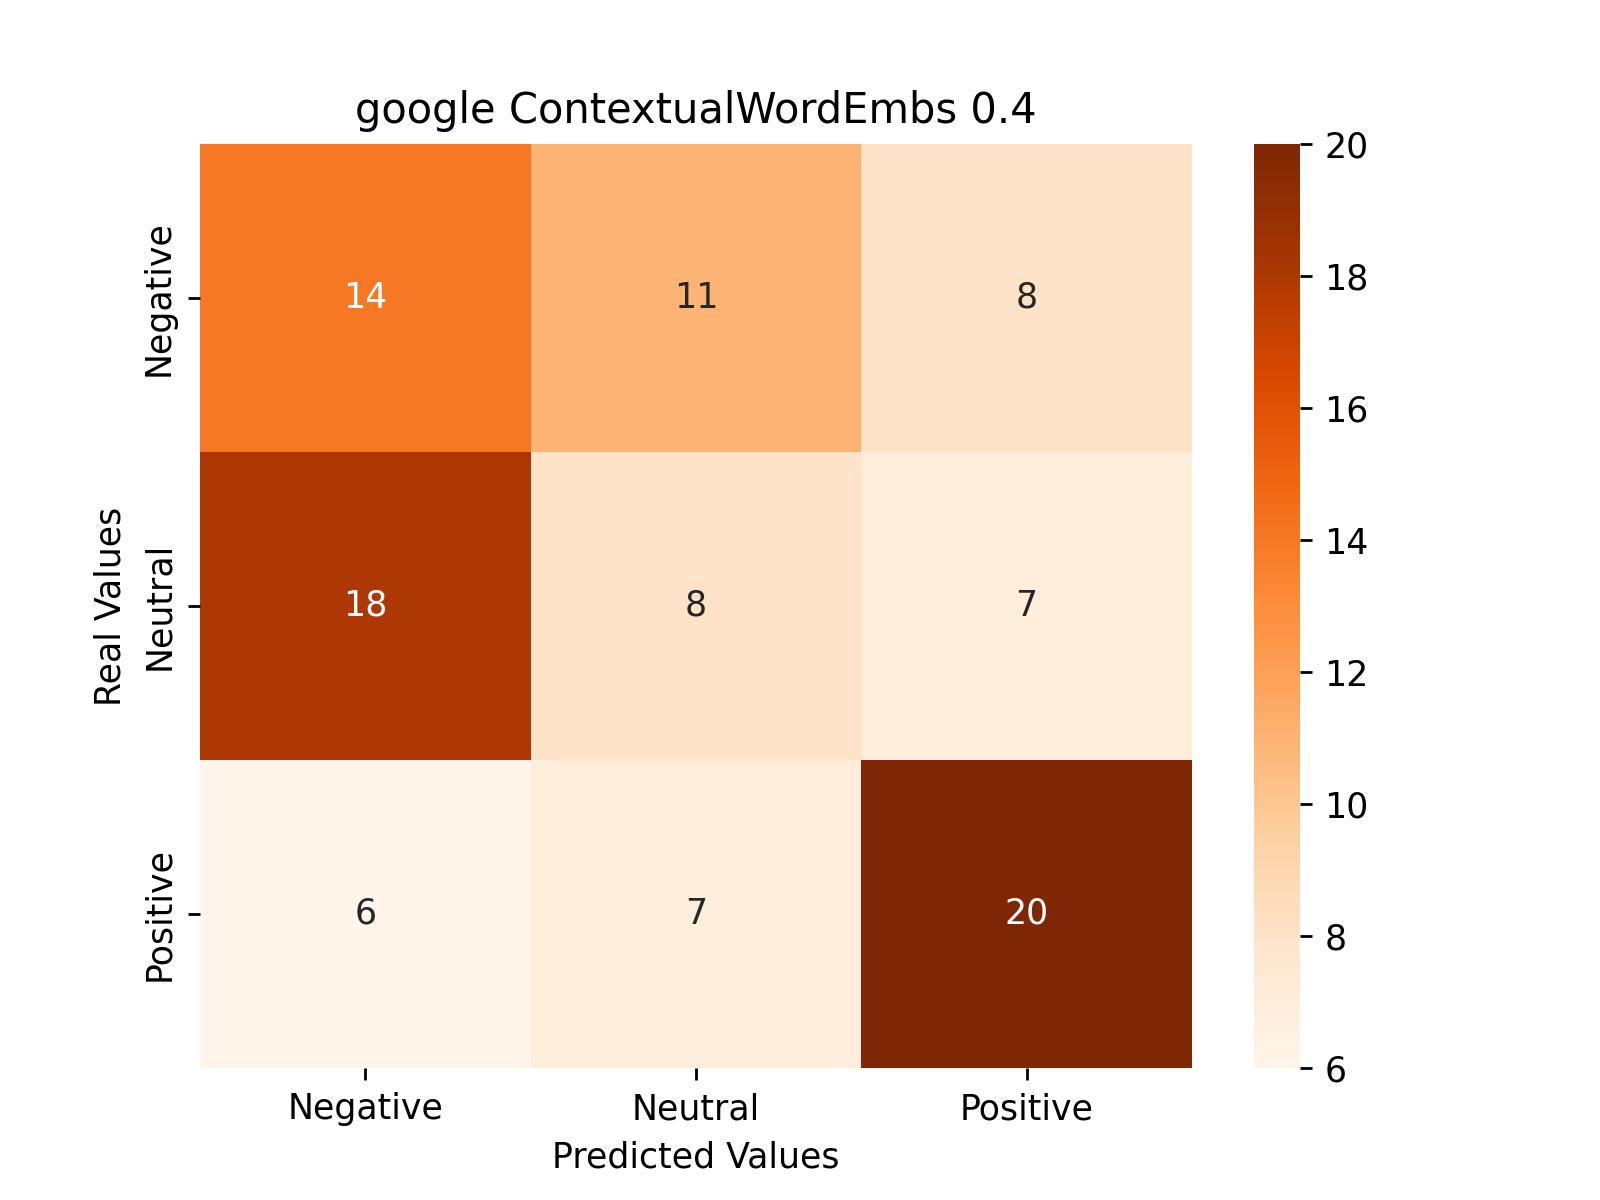 google ContextualWordEmbs 0.4
Real Values
Negative
14 11 8
Neutral
18 8 7
Positive
6 7 20
Negative Neutral Positive
Predicted Values
20
18
16
14
12
10
8
6